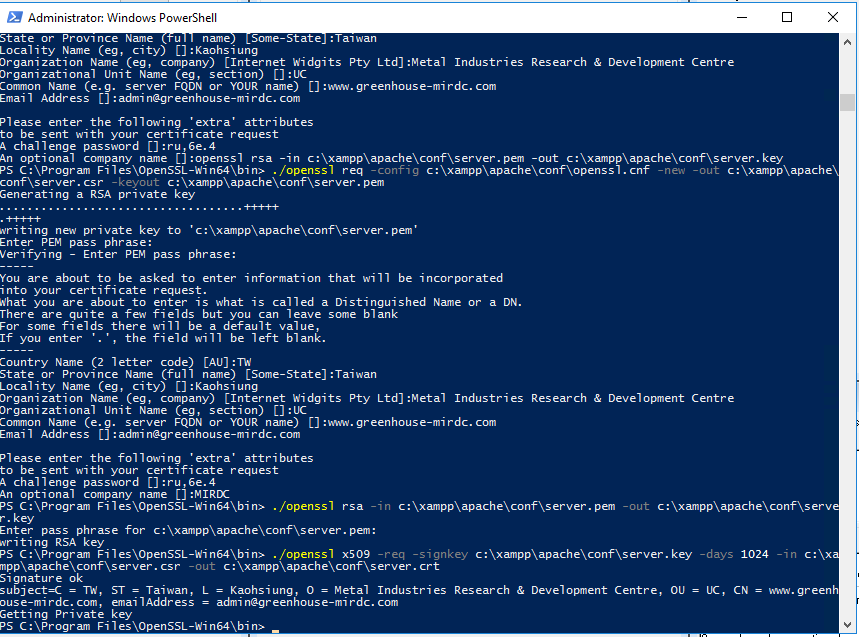 Administrator: Windows PowerShell
State or Province Name (full name) [Some-State]:Taiwan
Locality Name (eg, city) []:Kaohsiung
Organization Name (eg, company) [Internet Widgits Pty Ltd]:Metal Industries Research & Development Centre
Organizational Unit Name (eg, section) []:UC
Common Name (e.g. server FQDN or YOUR name) []:www.greenhouse-mirdc.com
Email Address []:admin@greenhouse-mirdc.com
Please enter the following 'extra' attributes
to be sent with your certificate request
A challenge password []:ru,6e.4
An optional company name []:openssl rsa -in c:\xampp\apache\conf\server.pem -out c:\xampp\apache\conf\server.key
PS C:\Program Files\OpenSSL-Win64\bin> ./openssl req -config c:\xampp\apache\conf\openssl.cnf -new -out c:\xampp\apache\
conf\server.csr -keyout c:\xampp\apache\conf\server.pem
Generating a RSA private key
...................................+++++
.+++++
writing new private key to 'c:\xampp\apache\conf\server.pem'
Enter PEM pass phrase:
Verifying - Enter PEM pass phrase:
-----
You are about to be asked to enter information that will be incorporated
into your certificate request.
What you are about to enter is what is called a Distinguished Name or a DN.
There are quite a few fields but you can leave some blank
For some fields there will be a default value,
If you enter '.', the field will be left blank.
-----
Country Name (2 letter code) [AU]:TW
State or Province Name (full name) [Some-State]:Taiwan
Locality Name (eg, city) []:Kaohsiung
Organization Name (eg, company) [Internet Widgits Pty Ltd]:Metal Industries Research & Development Centre
Organizational Unit Name (eg, section) []:UC
Common Name (e.g. server FQDN or YOUR name) []:www.greenhouse-mirdc.com
Email Address []:admin@greenhouse-mirdc.com
Please enter the following 'extra' attributes
to be sent with your certificate request
A challenge password []:ru,6e.4
An optional company name []:MIRDC
PS C:\Program Files\OpenSSL-Win64\bin> ./openssl rsa -in c:\xampp\apache\conf\server.pem -out c:\xampp\apache\conf\serve
r.key
Enter pass phrase for c:\xampp\apache\conf\server.pem:
writing RSA key
PS C:\Program Files\OpenSSL-Win64\bin> ./openssl x509 -req -signkey c:\xampp\apache\conf\server.key -days 1024 -in c:\xa
mpp\apache\conf\server.csr -out c:\xampp\apache\conf\server.crt
Signature ok
subject=C = TW, ST = Taiwan, L = Kaohsiung, O = Metal Industries Research & Development Centre, OU = UC, CN = www.greenh
ouse-mirdc.com, emailAddress = admin@greenhouse-mirdc.com
Getting Private key
PS C:\Program Files\OpenSSL-Win64\bin>